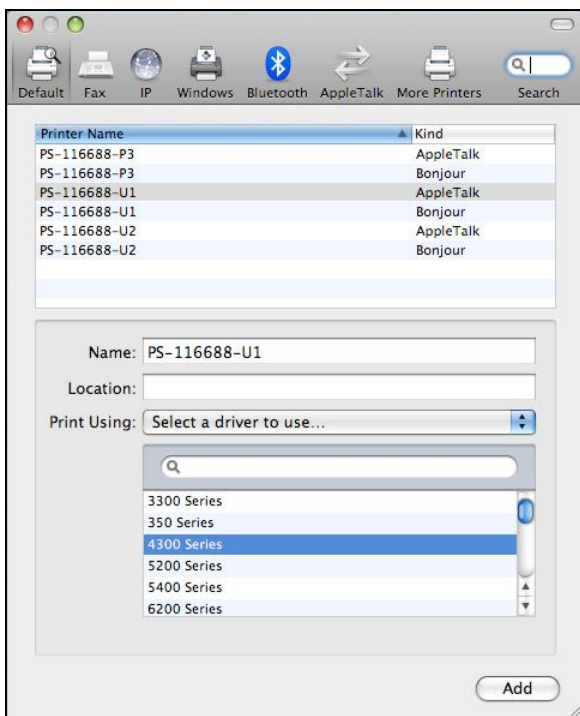 Default Fax IP Windows Bluetooth AppleTalk More Printers Search
Printer Name Kind
PS-116688-P3 AppleTalk
PS-116688-P3 Bonjour
PS-116688-U1 AppleTalk
PS-116688-U1 Bonjour
PS-116688-U2 AppleTalk
PS-116688-U2 Bonjour
Name: PS-116688-U1
Location:
Print Using: Select a driver to use...
3300 Series
350 Series
4300 Series
5200 Series
5400 Series
6200 Series
Add